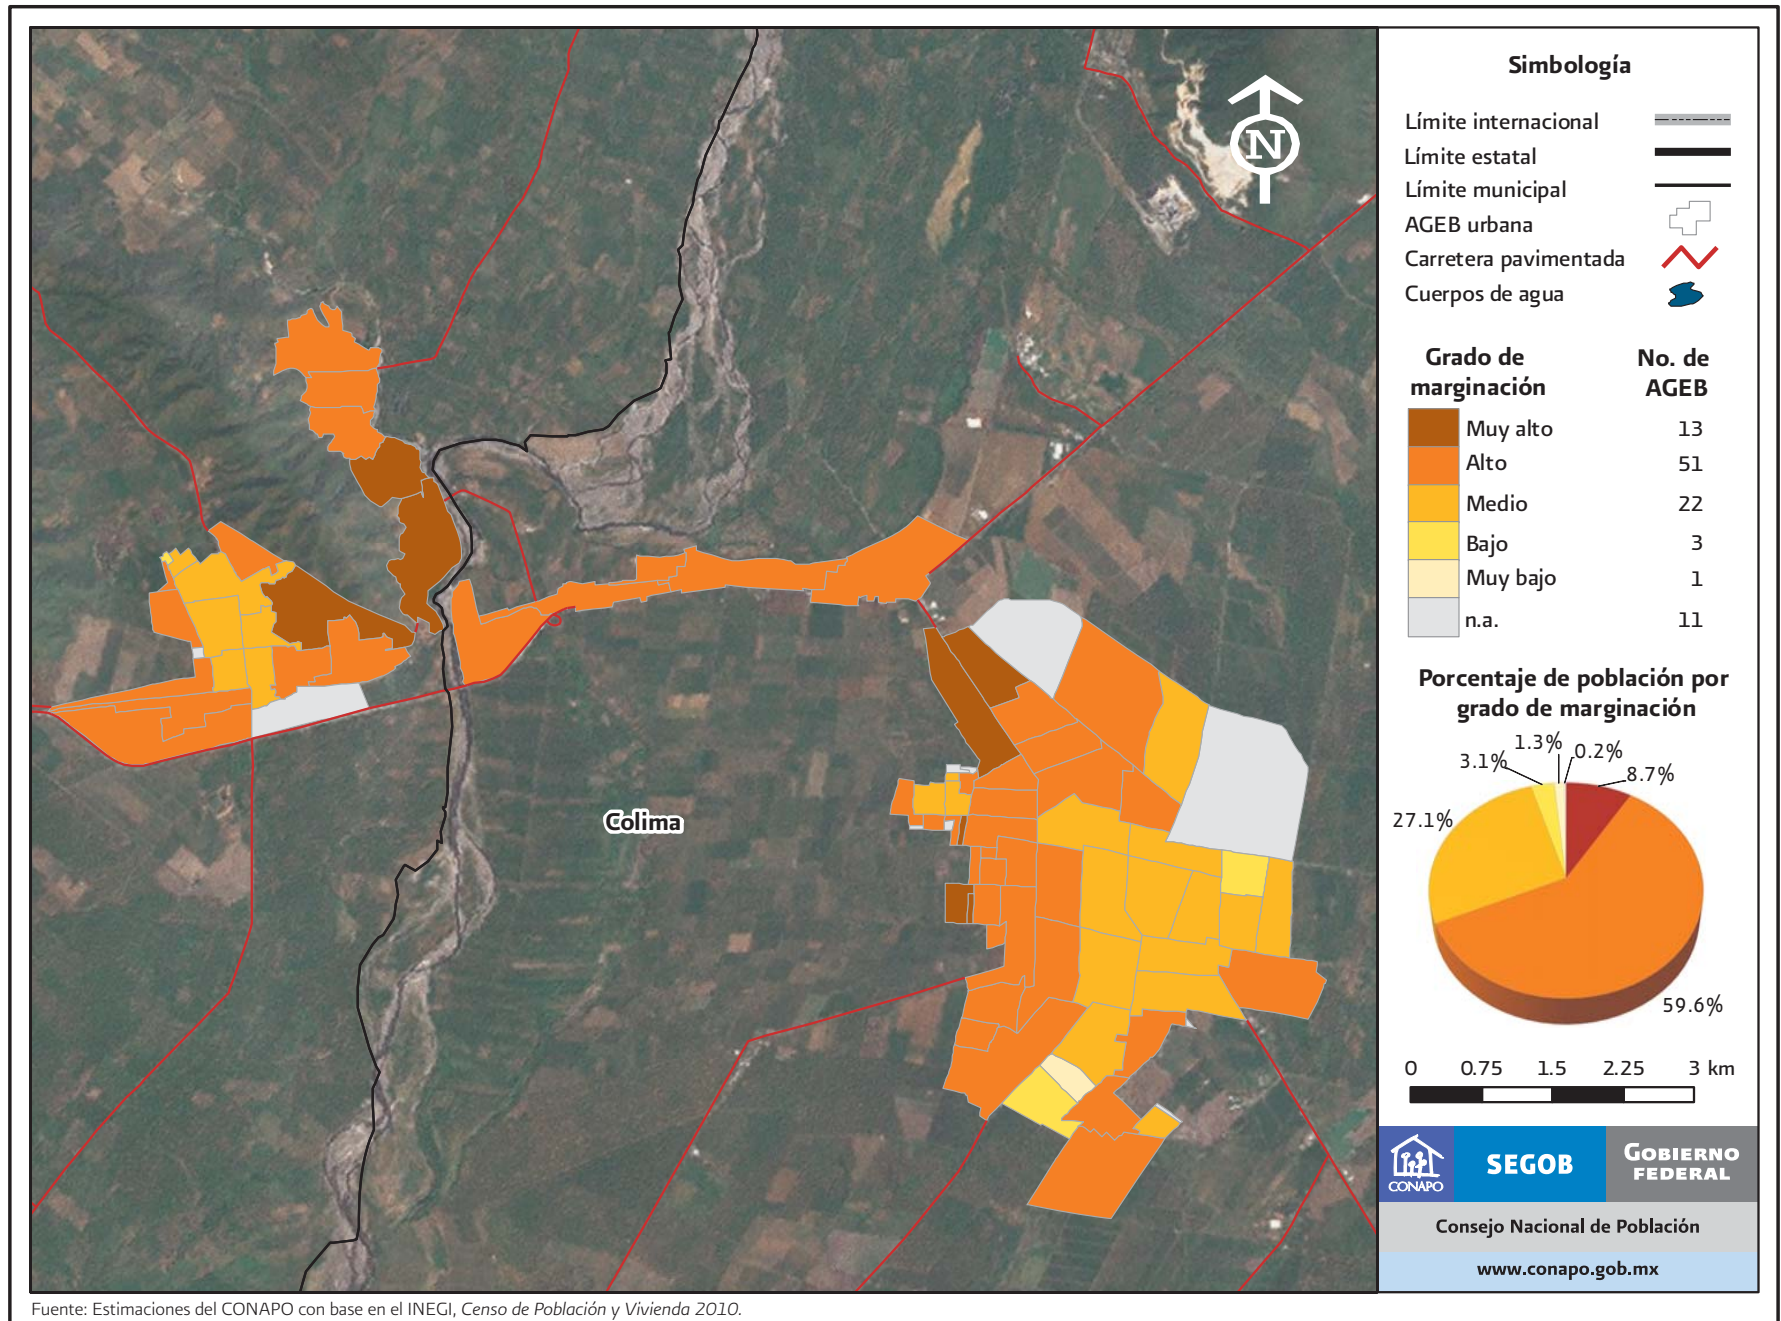 N
Colima
Simbología
Límite internacional
Límite estatal
Límite municipal
AGEB urbana
Carretera pavimentada
Cuerpos de agua
Grado de marginación No. de AGEB
Muy alto 13
Alto 51
Medio 22
Bajo 3
Muy bajo 1
n.a. 11
Porcentaje de población por
grado de marginación
1.3% 0.2%
3.1% 8.7%
27.1%
59.6%
0 0.75 1.5 2.25 3 km
CONAPO
SEGOB
GOBIERNO
FEDERAL
Consejo Nacional de Población
www.conapo.gob.mx
Fuente: Estimaciones del CONAPO con base en el INEGI, Censo de Población y Vivienda 2010.